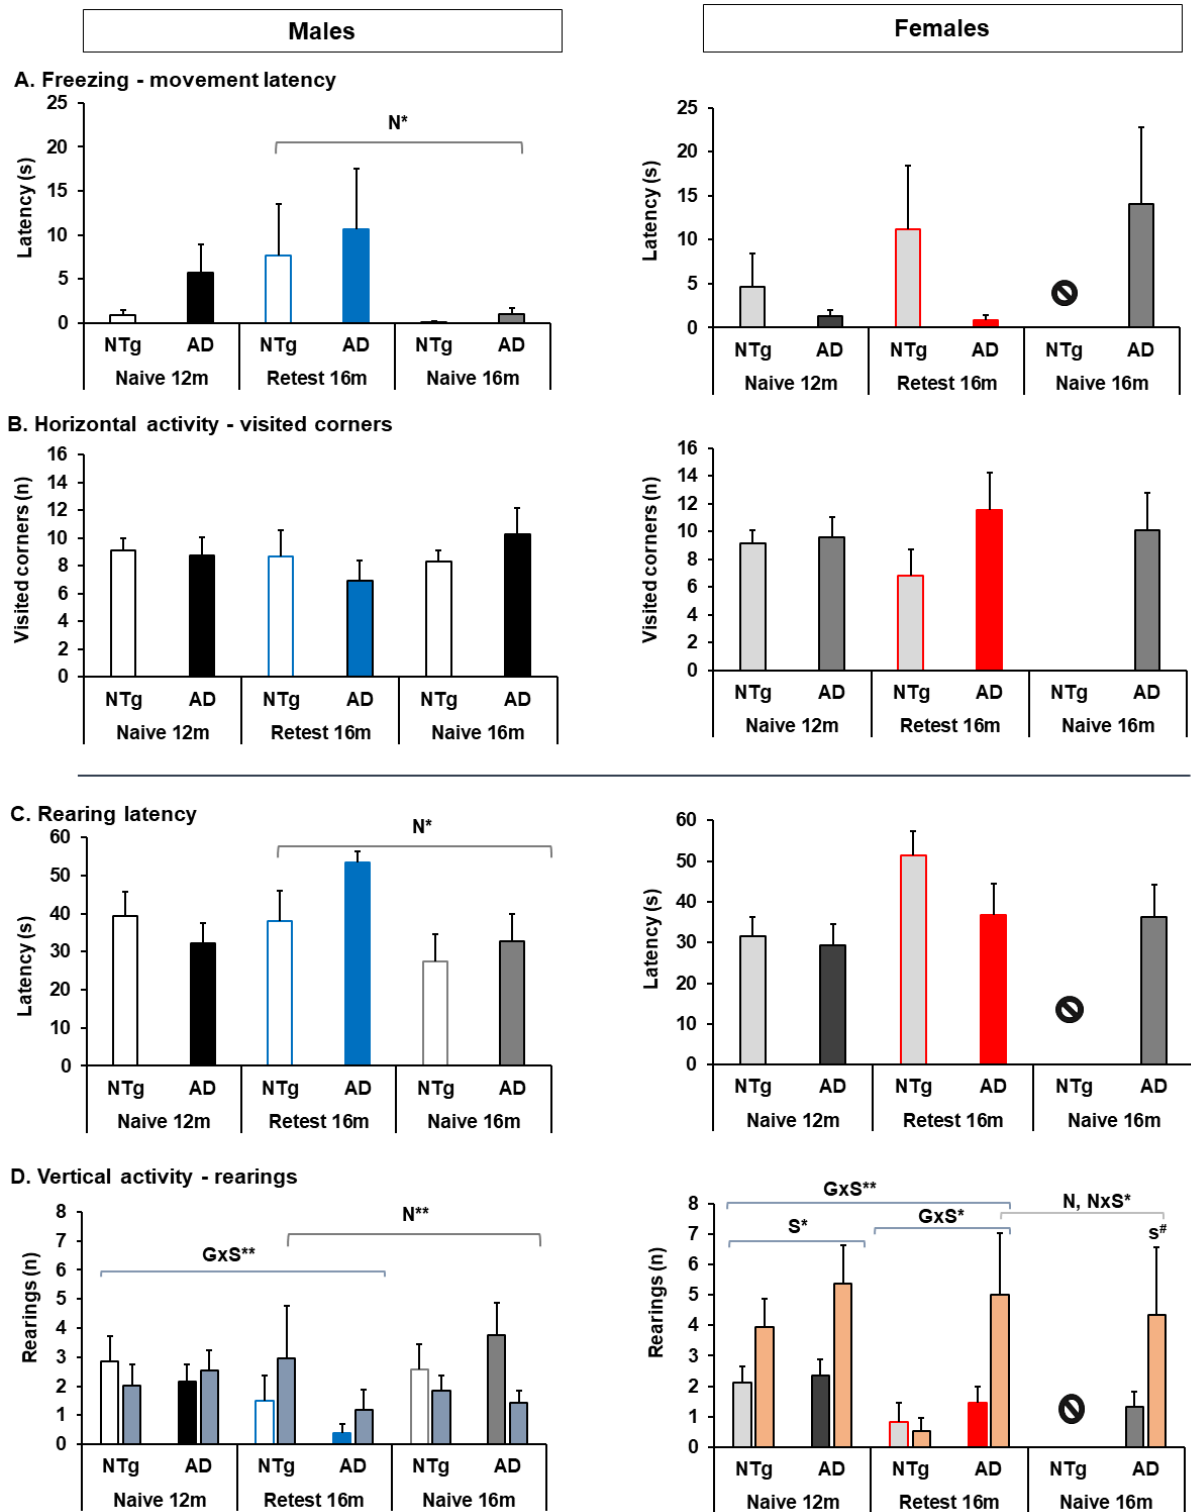 Males
Females
A. Freezing - movement latency
25
20
15
10
5
0
Latency (s)
N*
NTg AD NTg AD NTg AD
Naive 12m Retest 16m Naive 16m
25
20
15
10
5
0
Latency (s)
NTg AD NTg AD NTg AD
Naive 12m Retest 16m Naive 16m
B. Horizontal activity - visited corners
16
14
12
10
8
6
4
2
0
Visited corners (n)
NTg AD NTg AD NTg AD
Naive 12m Retest 16m Naive 16m
16
14
12
10
8
6
4
2
0
Visited corners (n)
NTg AD NTg AD NTg AD
Naive 12m Retest 16m Naive 16m
C. Rearing latency
60
50
40
30
20
10
0
Latency (s)
N*
NTg AD NTg AD NTg AD
Naive 12m Retest 16m Naive 16m
60
50
40
30
20
10
0
Latency (s)
NTg AD NTg AD NTg AD
Naive 12m Retest 16m Naive 16m
D. Vertical activity - rearings
8
7
6
5
4
3
2
1
0
Rearings (n)
N**
GxS**
NTg AD NTg AD NTg AD
Naive 12m Retest 16m Naive 16m
8
7
6
5
4
3
2
1
0
Rearings (n)
GxS**
N, NxS*
S* GxS* s#
NTg AD NTg AD NTg AD
Naive 12m Retest 16m Naive 16m